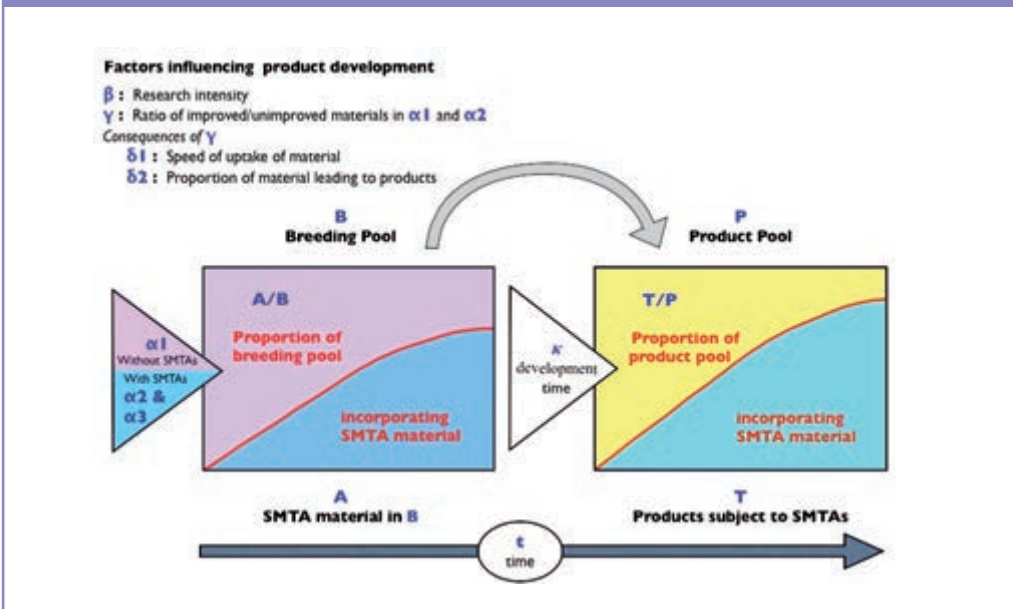 Factors influencing product development
β : Research intensity
γ : Ratio of improved/unimproved materials in α1 and α2
Consequences of γ
δ1 : Speed of uptake of material
δ2 : Proportion of material leading to products
B
Breeding Pool
P
Product Pool
α1
Without SMTAs
With SMTAs
α2 &
α3
A/B
Proportion of
breeding pool
incorporating
SMTA material
κ
development
time
T/P
Proportion of
product pool
incorporating
SMTA material
A
SMTA material in B
T
Products subject to SMTAs
t
time